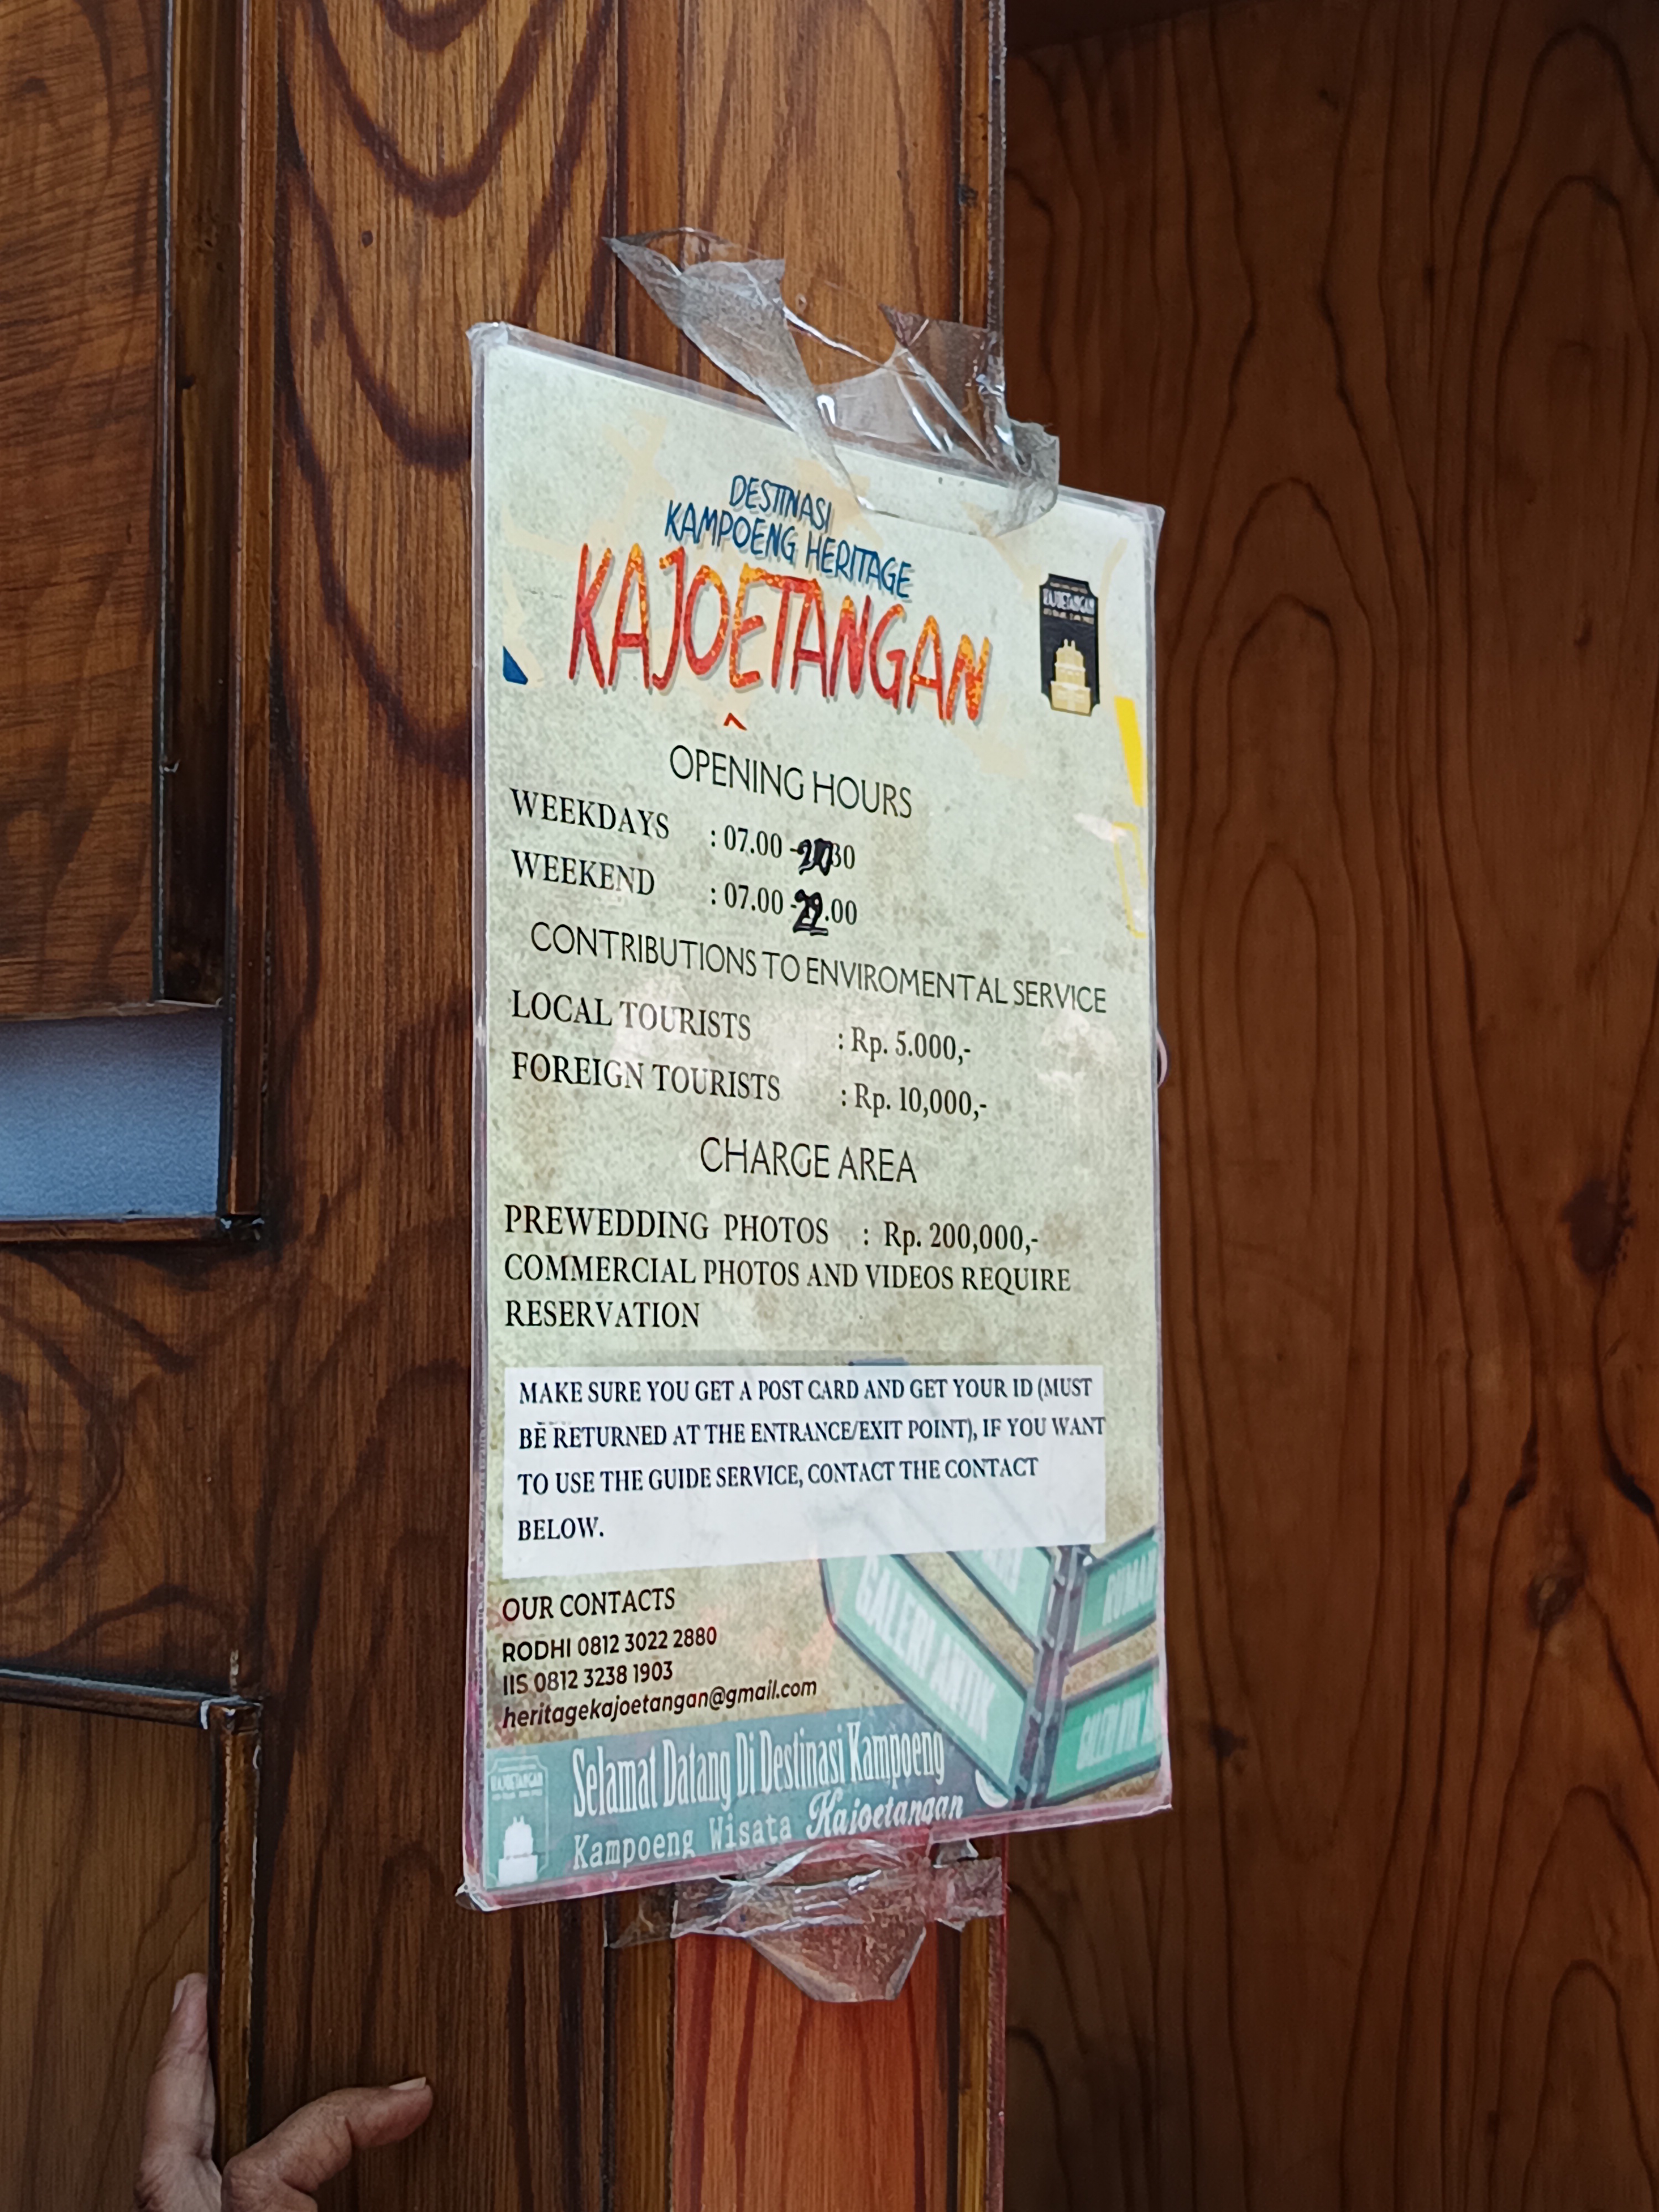 DESTINASI
KAMPOENG HERITAGE
KAJOETANGAN
KAJOETANGAN
OPENING HOURS
WEEKDAYS : 07.00 - 30
WEEKEND : 07.00 - 22.00
CONTRIBUTIONS TO ENVIROMENTAL SERVICE
LOCAL TOURISTS : Rp. 5.000,-
FOREIGN TOURISTS : Rp. 10,000,-
CHARGE AREA
PREWEDDING PHOTOS : Rp. 200,000,-
COMMERCIAL PHOTOS AND VIDEOS REQUIRE
RESERVATION
MAKE SURE YOU GET A POST CARD AND GET YOUR ID (MUST
BE RETURNED AT THE ENTRANCE/EXIT POINT), IF YOU WANT
TO USE THE GUIDE SERVICE, CONTACT THE CONTACT
BELOW.
OUR CONTACTS
RODHI 0812 3022 2880
IIS 0812 3238 1903
heritagekajoetangan@gmail.com
GALERI ANTIK
Selamat Datang Di Destinasi Kampoeng
Kampoeng Wisata Kajoetangan
KAJOETANGAN